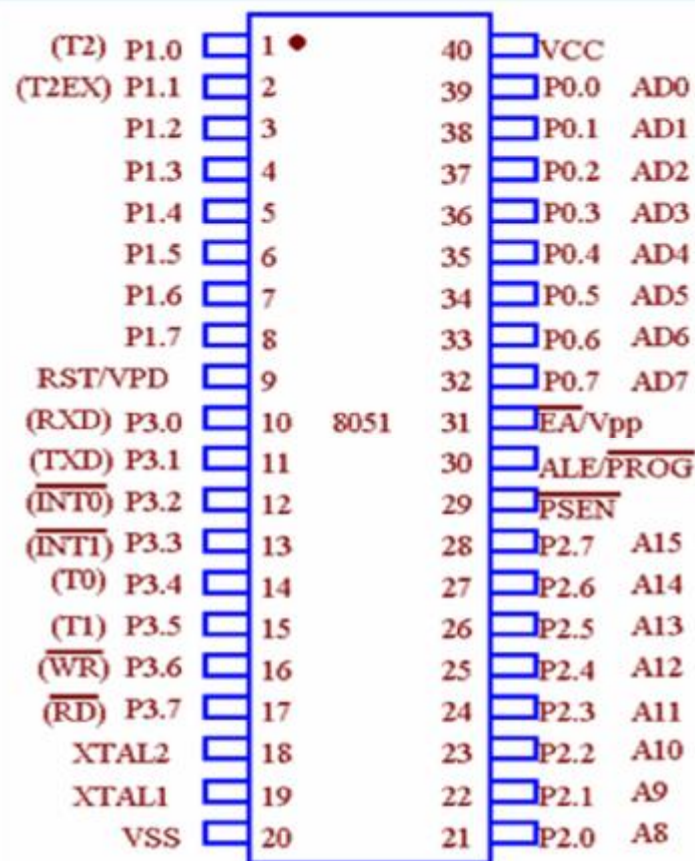 (T2) P1.0 1 40 VCC
(T2EX) P1.1 2 39 P0.0 AD0
P1.2 3 38 P0.1 AD1
P1.3 4 37 P0.2 AD2
P1.4 5 36 P0.3 AD3
P1.5 6 35 P0.4 AD4
P1.6 7 34 P0.5 AD5
P1.7 8 33 P0.6 AD6
RST/VPD 9 32 P0.7 AD7
(RXD) P3.0 10 8051 31 E̅A̅/Vpp
(TXD) P3.1 11 30 ALE/P̅R̅O̅G̅
(I̅N̅T̅0̅) P3.2 12 29 P̅S̅E̅N̅
(I̅N̅T̅1̅) P3.3 13 28 P2.7 A15
(T0) P3.4 14 27 P2.6 A14
(T1) P3.5 15 26 P2.5 A13
(W̅R̅) P3.6 16 25 P2.4 A12
(R̅D̅) P3.7 17 24 P2.3 A11
XTAL2 18 23 P2.2 A10
XTAL1 19 22 P2.1 A9
VSS 20 21 P2.0 A8